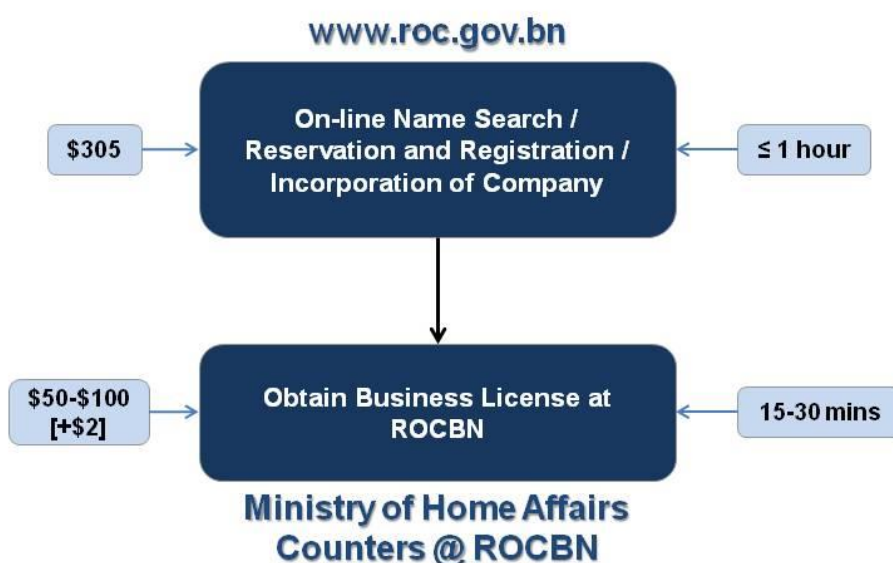 www.roc.gov.bn
On-line Name Search /
Reservation and Registration /
Incorporation of Company
$305
≤ 1 hour
Obtain Business License at
ROCBN
$50-$100
[+$2]
15-30 mins
Ministry of Home Affairs
Counters @ ROCBN